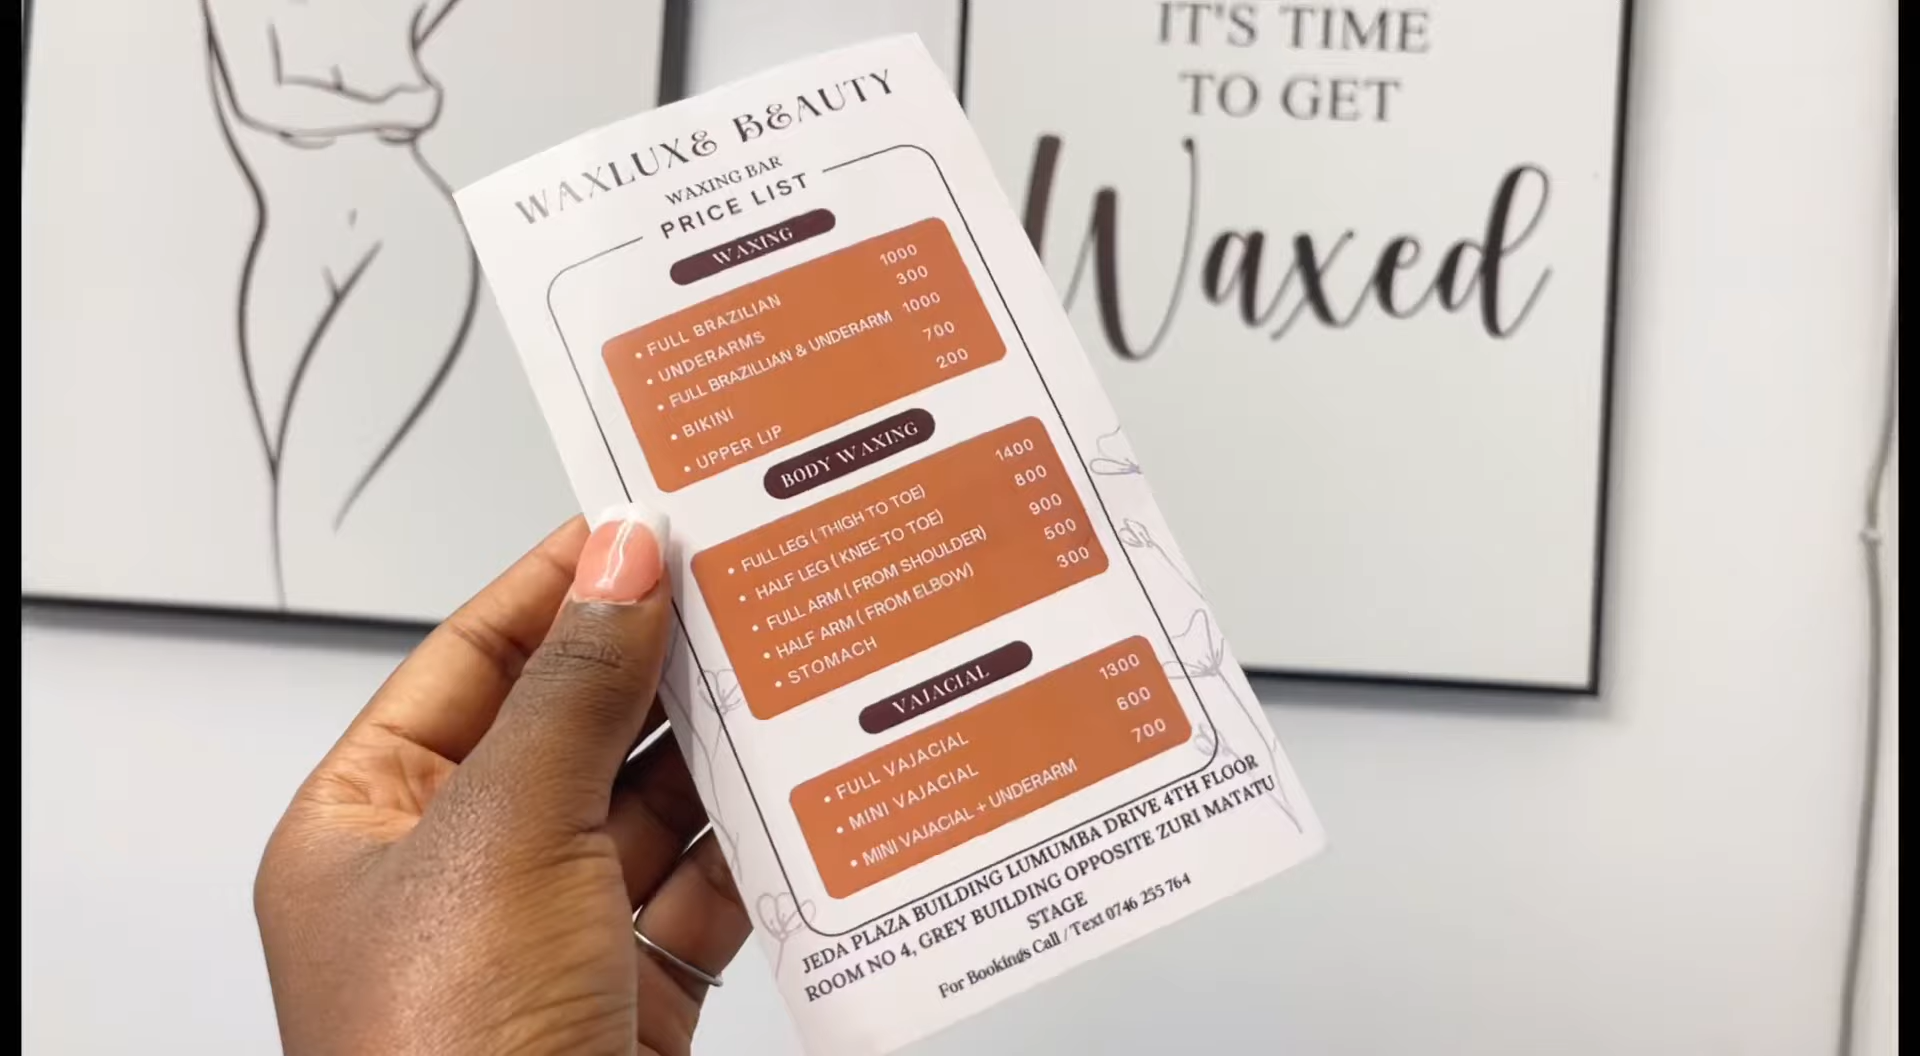 IT'S TIME
TO GET
Waxed
WAXLUXE BEAUTY
WAXING BAR
PRICE LIST
WAXING
• FULL BRAZILIAN 1000
• UNDERARMS 300
• FULL BRAZILLIAN & UNDERARM 1000
• BIKINI 700
• UPPER LIP 200
BODY WAXING
• FULL LEG ( THIGH TO TOE) 1400
• HALF LEG ( KNEE TO TOE) 800
• FULL ARM ( FROM SHOULDER) 900
• HALF ARM ( FROM ELBOW) 500
• STOMACH 300
VAJACIAL
• FULL VAJACIAL 1300
• MINI VAJACIAL 600
• MINI VAJACIAL + UNDERARM 700
JEDA PLAZA BUILDING LUMUMBA DRIVE 4TH FLOOR
ROOM NO 4, GREY BUILDING OPPOSITE ZURI MATATU
STAGE
For Bookings Call / Text 0746 255 764